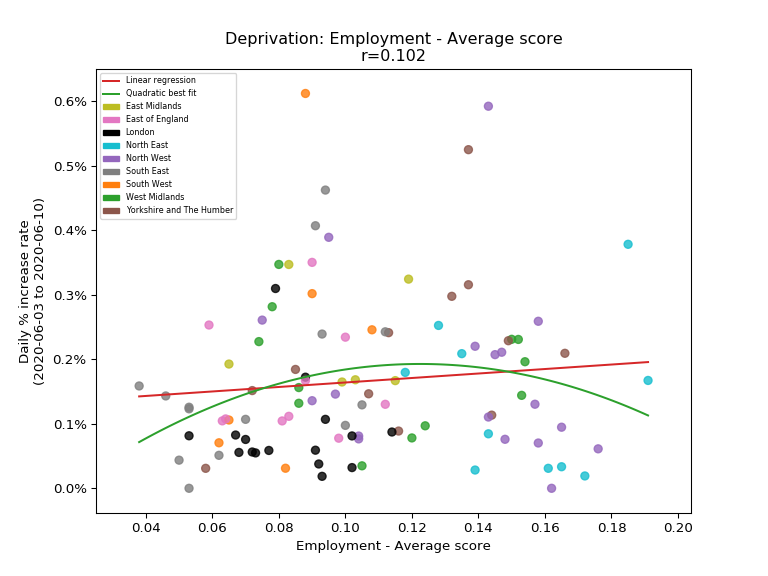 Deprivation: Employment - Average score
r=0.102
Linear regression
Quadratic best fit
East Midlands
East of England
London
North East
North West
South East
South West
West Midlands
Yorkshire and The Humber
0.6%
0.5%
0.4%
0.3%
0.2%
0.1%
0.0%
Daily % increase rate
(2020-06-03 to 2020-06-10)
0.04 0.06 0.08 0.10 0.12 0.14 0.16 0.18 0.20
Employment - Average score